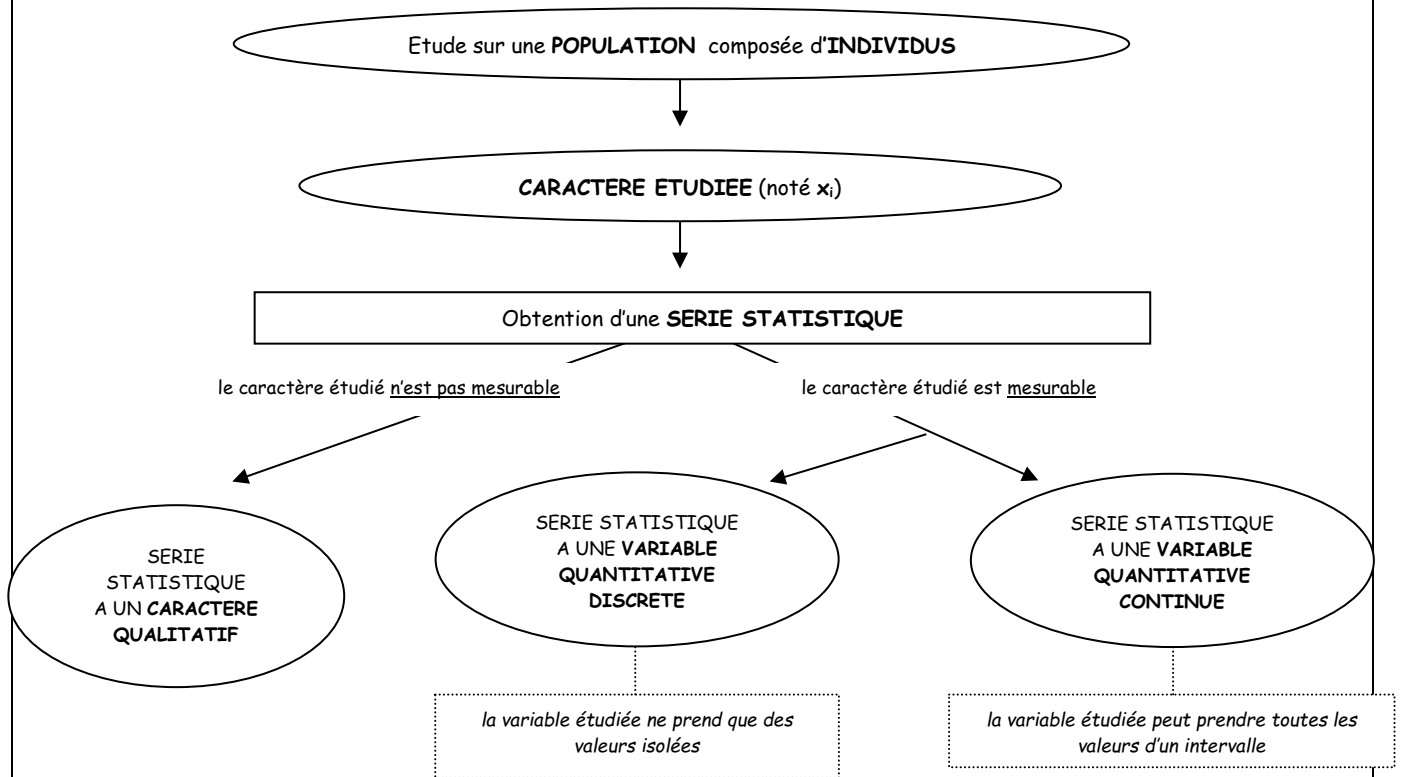 Etude sur une POPULATION composée d'INDIVIDUS
CARACTERE ETUDIEE (noté xi)
Obtention d'une SERIE STATISTIQUE
le caractère étudié n'est pas mesurable
le caractère étudié est mesurable
SERIE
STATISTIQUE
A UN CARACTERE
QUALITATIF
SERIE STATISTIQUE
A UNE VARIABLE
QUANTITATIVE
DISCRETE
SERIE STATISTIQUE
A UNE VARIABLE
QUANTITATIVE
CONTINUE
la variable étudiée ne prend que des
valeurs isolées
la variable étudiée peut prendre toutes les
valeurs d'un intervalle